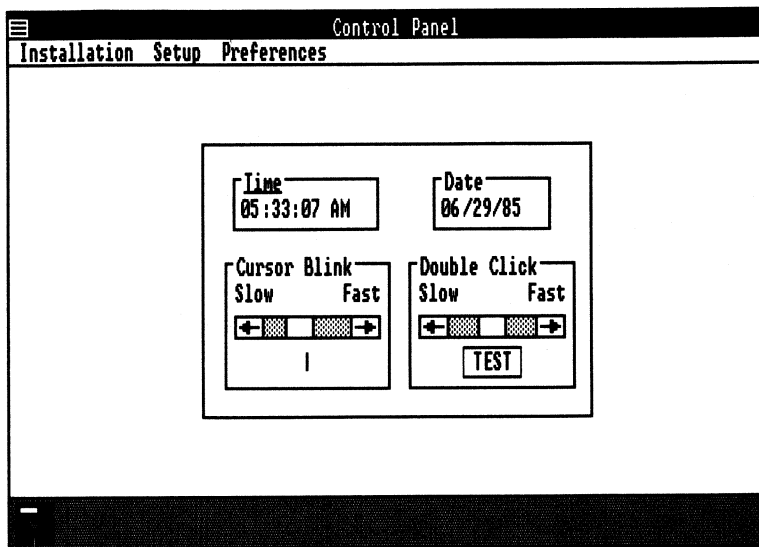 Control Panel
Installation Setup Preferences
Time
05:33:07 AM
Date
06/29/85
Cursor Blink
Slow Fast
Double Click
Slow Fast
TEST